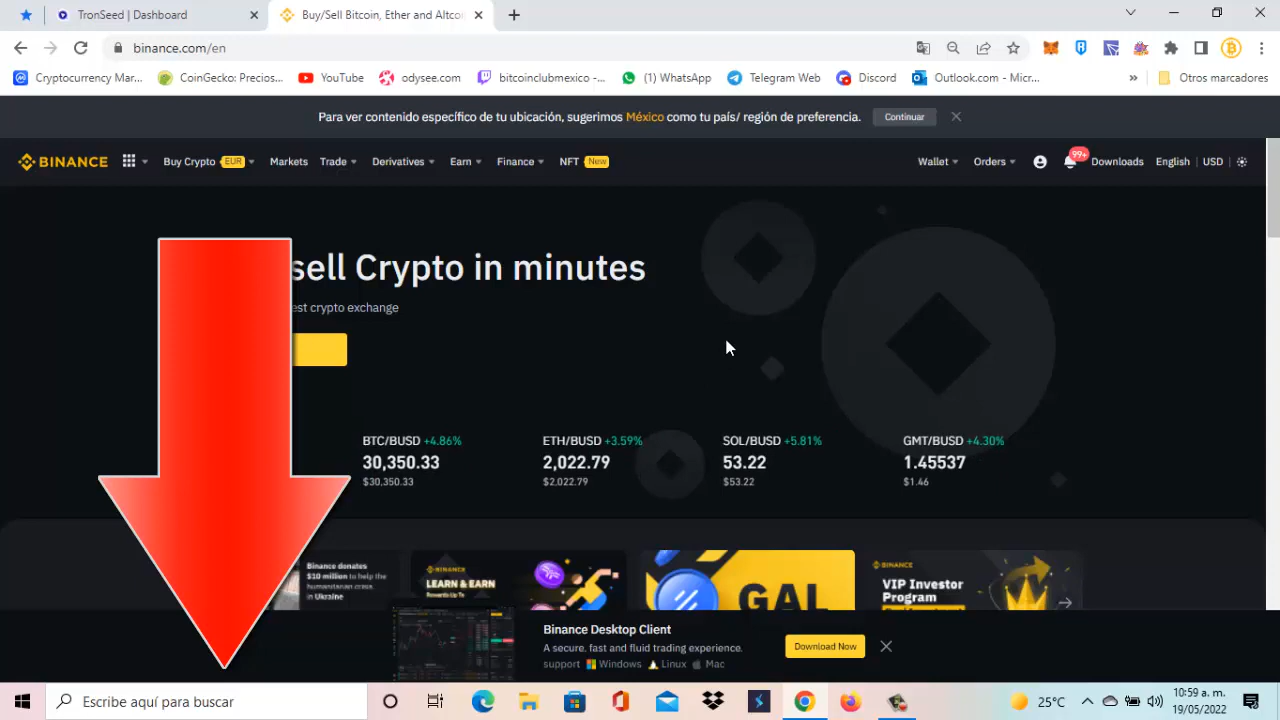 TronSeed | Dashboard
Buy/Sell Bitcoin, Ether and Altcoi
binance.com/en
Cryptocurrency Mar...
CoinGecko: Precios...
YouTube
odysee.com
bitcoinclubmexico - ...
(1) WhatsApp
Telegram Web
Discord
Outlook.com - Micr...
»
Otros marcadores
Para ver contenido específico de tu ubicación, sugerimos México como tu país/ región de preferencia.
Continuar
BINANCE
Buy Crypto EUR
Markets
Trade
Derivatives
Earn
Finance
NFT New
Wallet
Orders
99+
Downloads
English | USD
sell Crypto in minutes
est crypto exchange
BTC/BUSD +4.86%
30,350.33
$30,350.33
ETH/BUSD +3.59%
2,022.79
$2,022.79
SOL/BUSD +5.81%
53.22
$53.22
GMT/BUSD +4.30%
1.45537
$1.46
Binance donates
$10 million to help the
humanitarian crisis
in Ukraine
BINANCE
LEARN & EARN
Rewards Up To
GAL
BINANCE
VIP Investor
Program
Binance Desktop Client
A secure, fast and fluid trading experience.
support Windows Linux Mac
Download Now
Escribe aquí para buscar
25°C
10:59 a. m.
19/05/2022